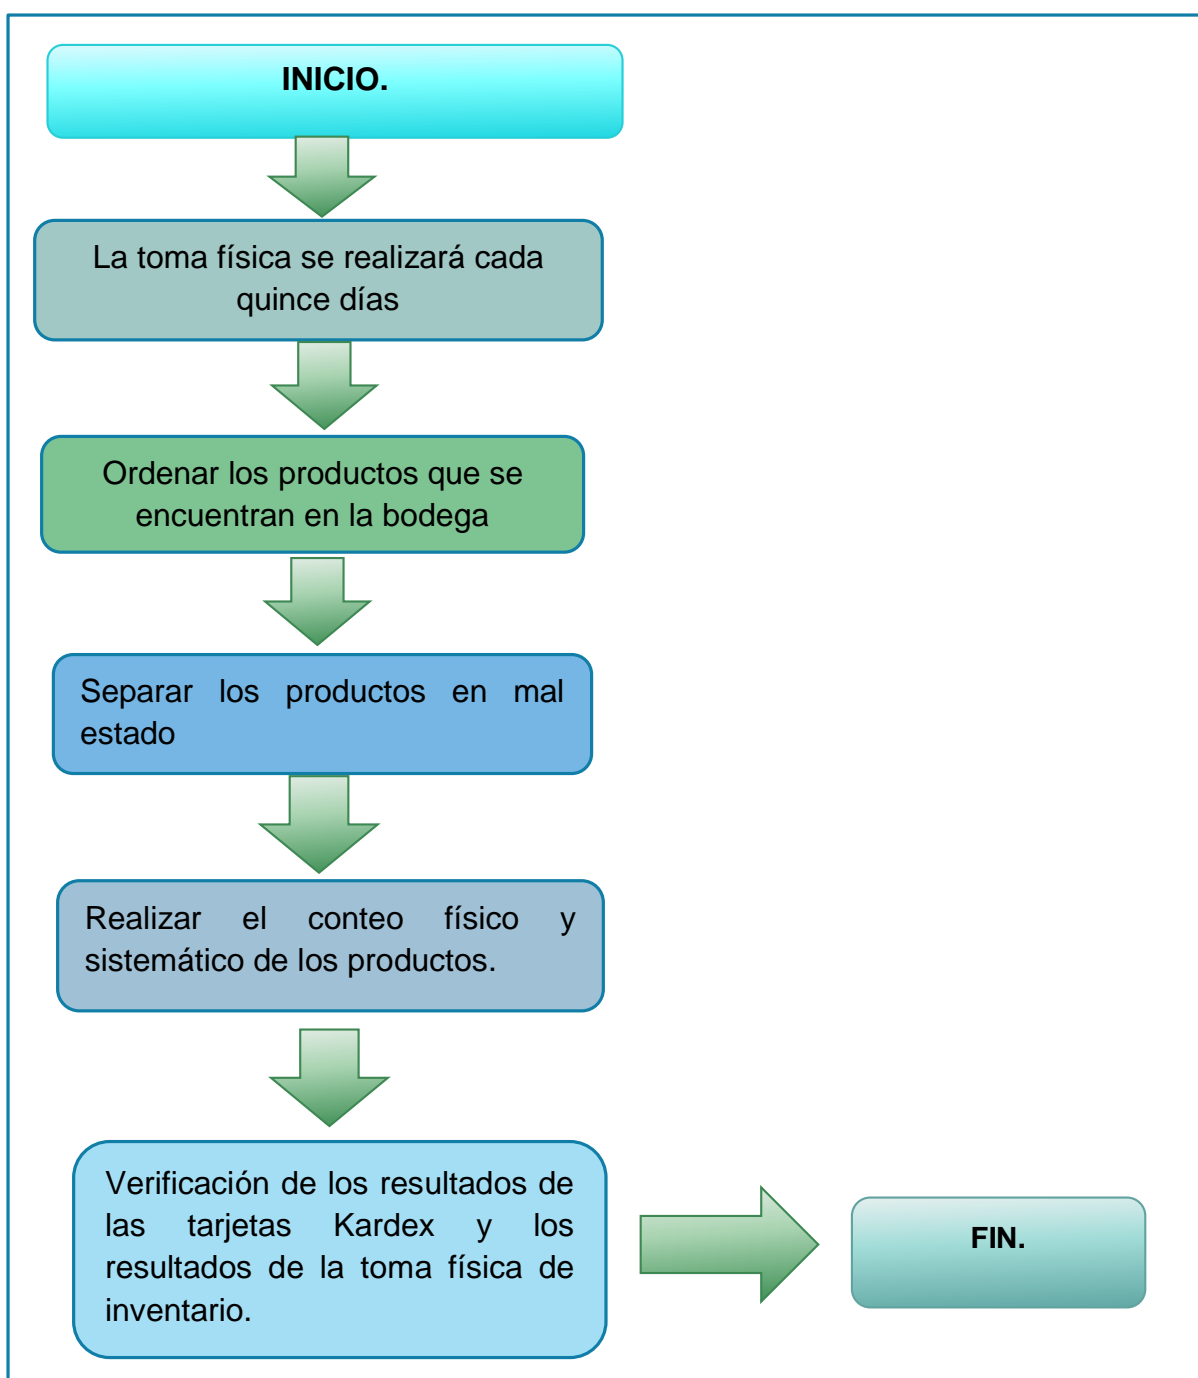 INICIO.
La toma física se realizará cada
quince días
Ordenar los productos que se
encuentran en la bodega
Separar los productos en mal
estado
Realizar el conteo físico y
sistemático de los productos.
Verificación de los resultados de
las tarjetas Kardex y los
resultados de la toma física de
inventario.
FIN.